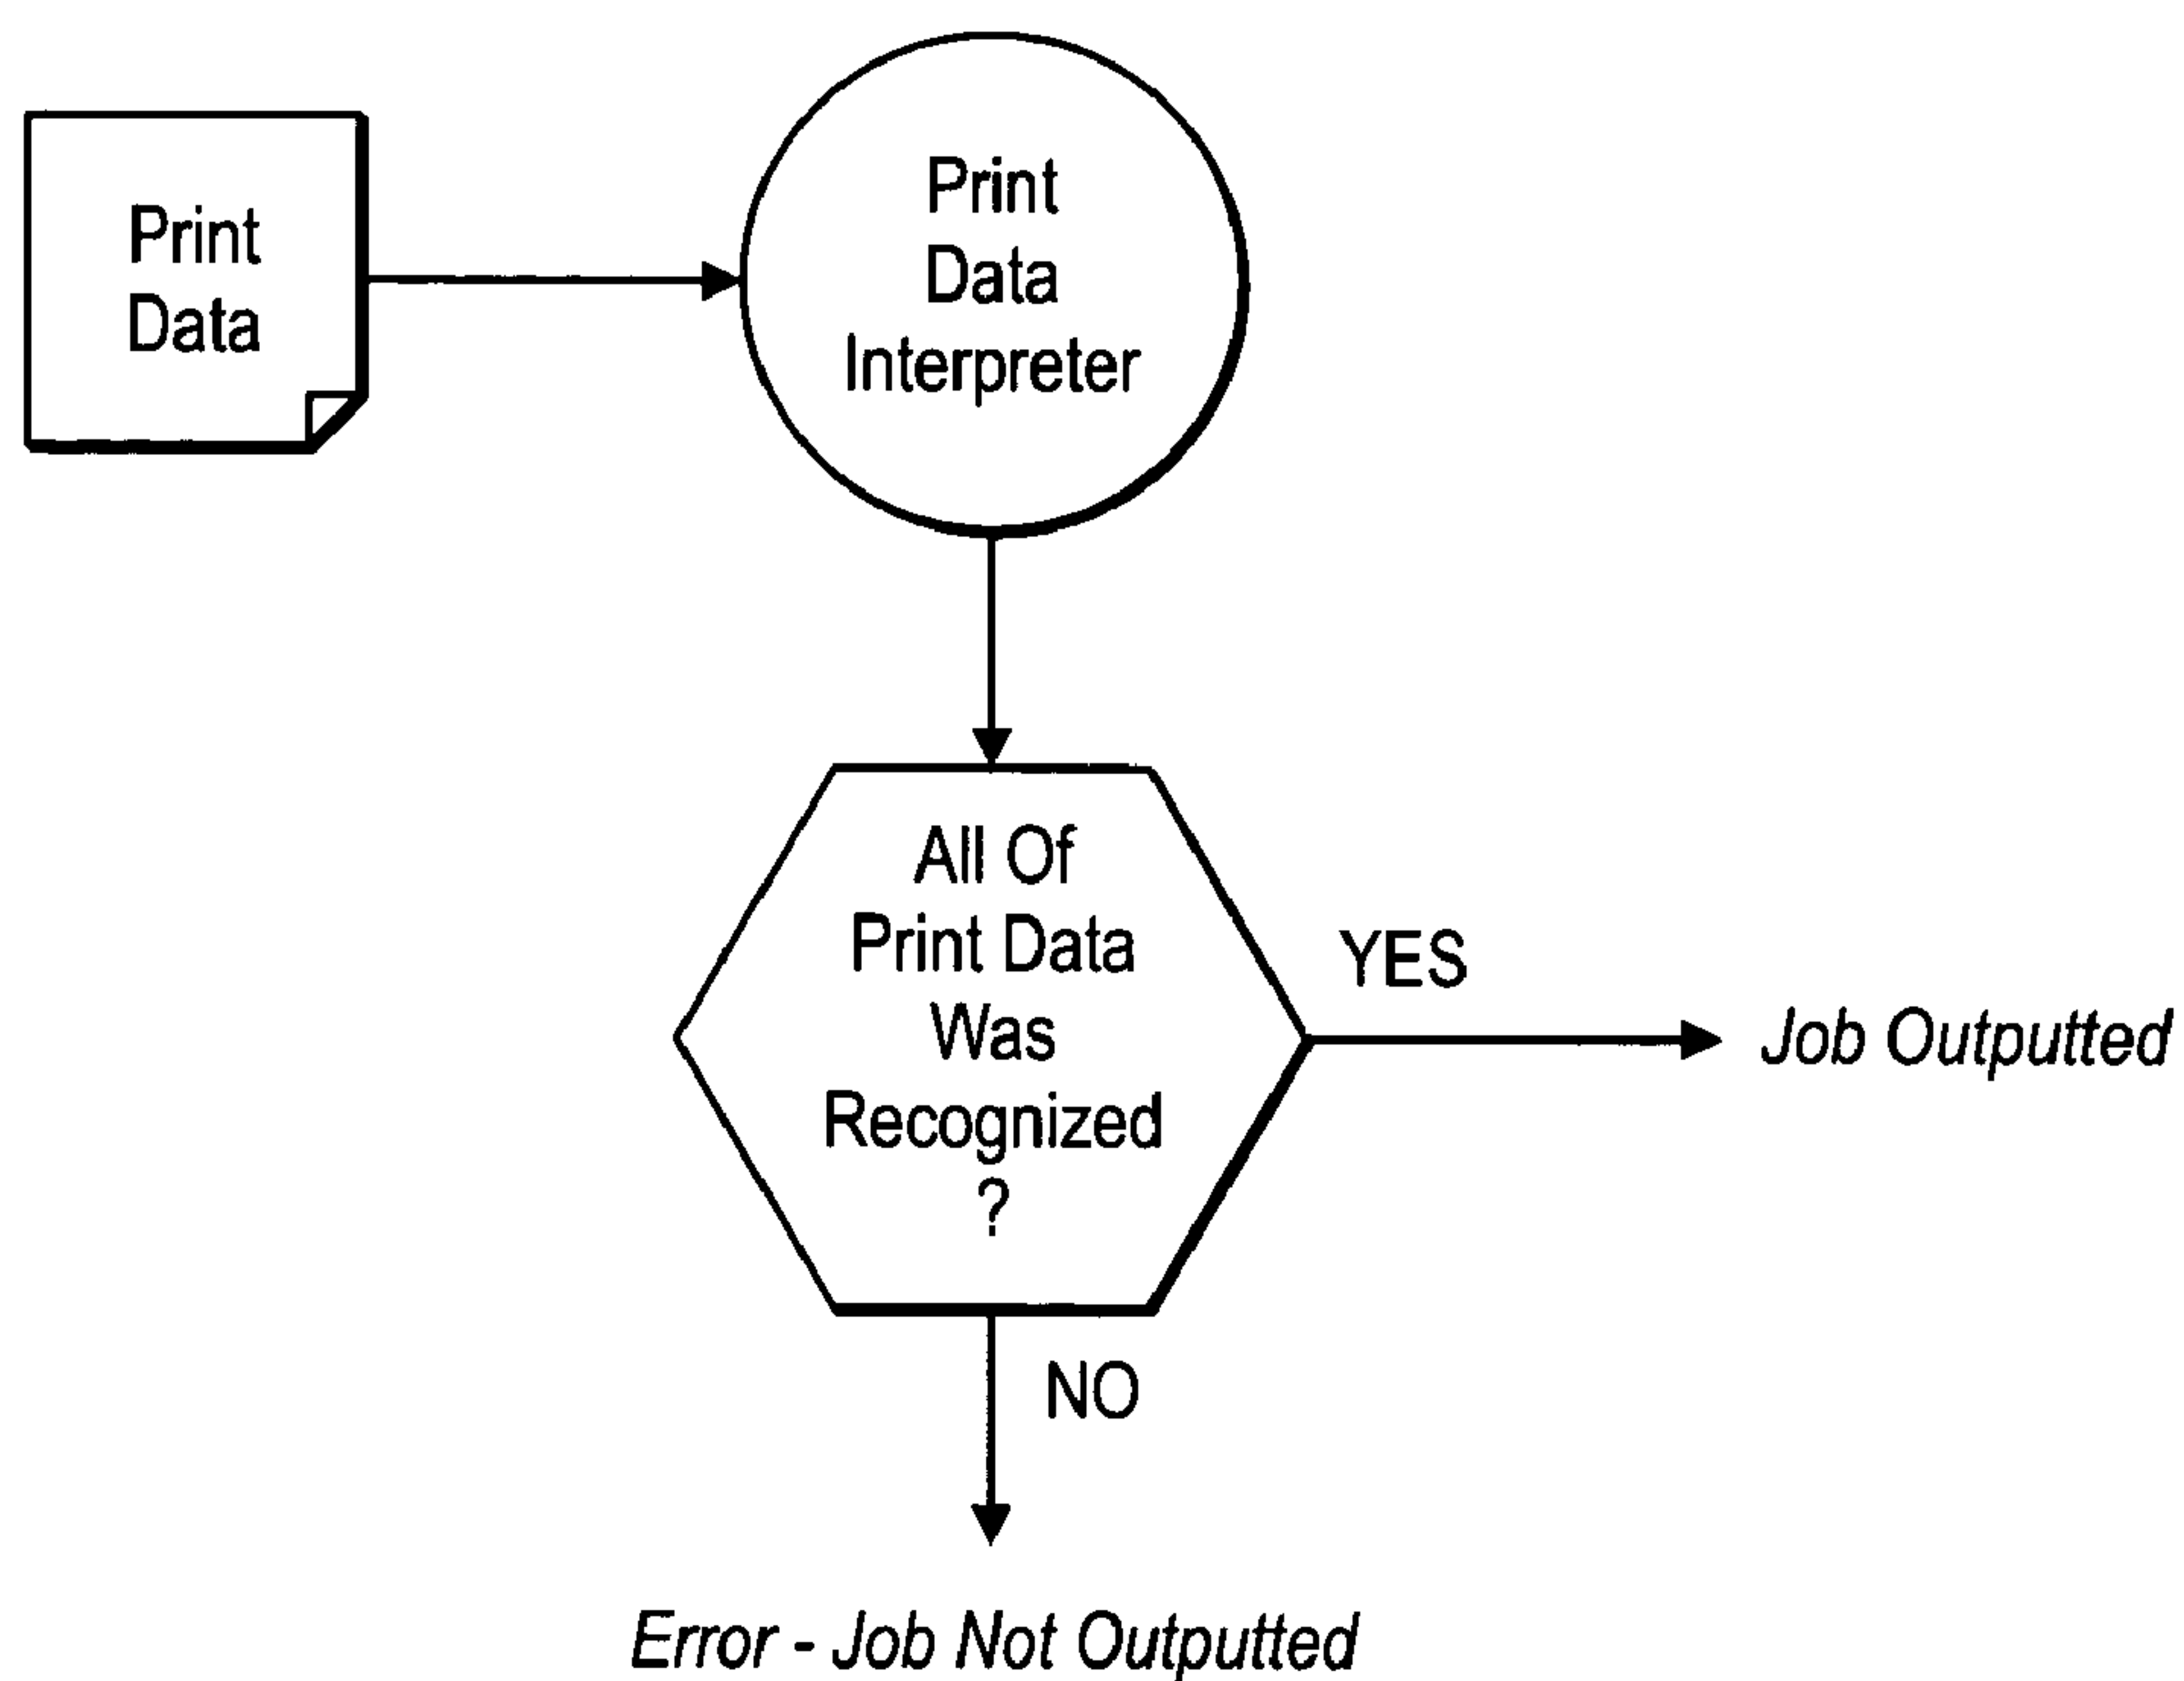 Print
Data
Print
Data
Interpreter
All Of
Print Data
Was
Recognized
?
YES
Job Outputted
NO
Error - Job Not Outputted